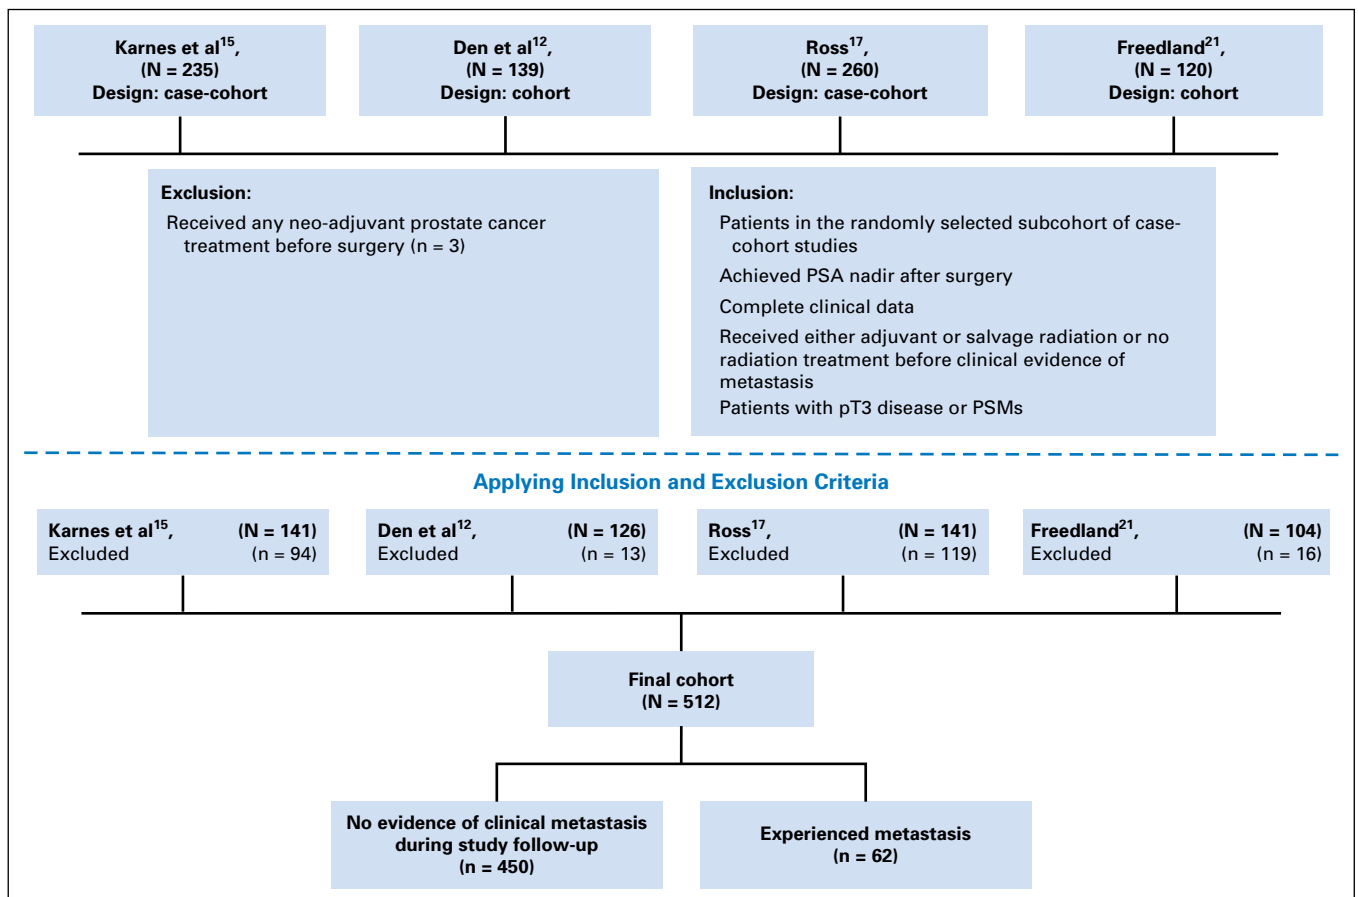 Karnes et al15,
(N = 235)
Design: case-cohort
Den et al12,
(N = 139)
Design: cohort
Ross17,
(N = 260)
Design: case-cohort
Freedland21,
(N = 120)
Design: cohort
Exclusion:
Received any neo-adjuvant prostate cancer
treatment before surgery (n = 3)
Inclusion:
Patients in the randomly selected subcohort of case-
cohort studies
Achieved PSA nadir after surgery
Complete clinical data
Received either adjuvant or salvage radiation or no
radiation treatment before clinical evidence of
metastasis
Patients with pT3 disease or PSMs
Applying Inclusion and Exclusion Criteria
Karnes et al15, (N = 141)
Excluded (n = 94)
Den et al12, (N = 126)
Excluded (n = 13)
Ross17, (N = 141)
Excluded (n = 119)
Freedland21, (N = 104)
Excluded (n = 16)
Final cohort
(N = 512)
No evidence of clinical metastasis
during study follow-up
(n = 450)
Experienced metastasis
(n = 62)